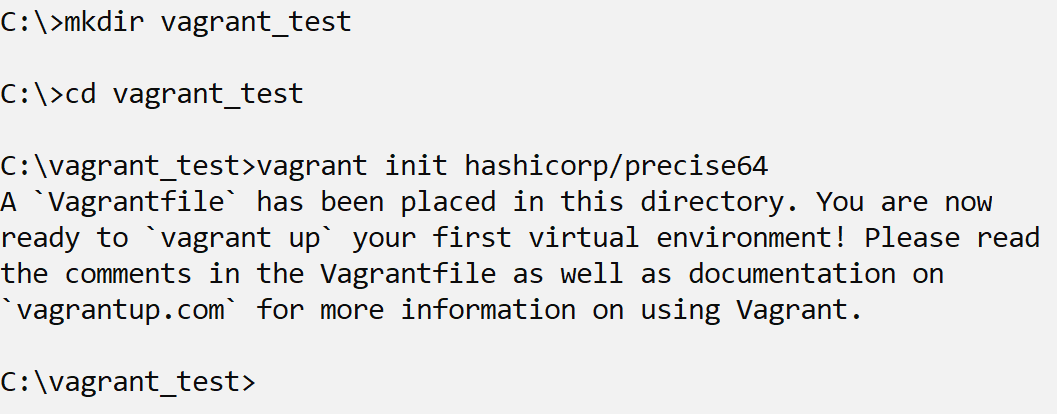 C:\>mkdir vagrant_test
C:\>cd vagrant_test
C:\vagrant_test>vagrant init hashicorp/precise64
A `Vagrantfile` has been placed in this directory. You are now
ready to `vagrant up` your first virtual environment! Please read
the comments in the Vagrantfile as well as documentation on
`vagrantup.com` for more information on using Vagrant.
C:\vagrant_test>